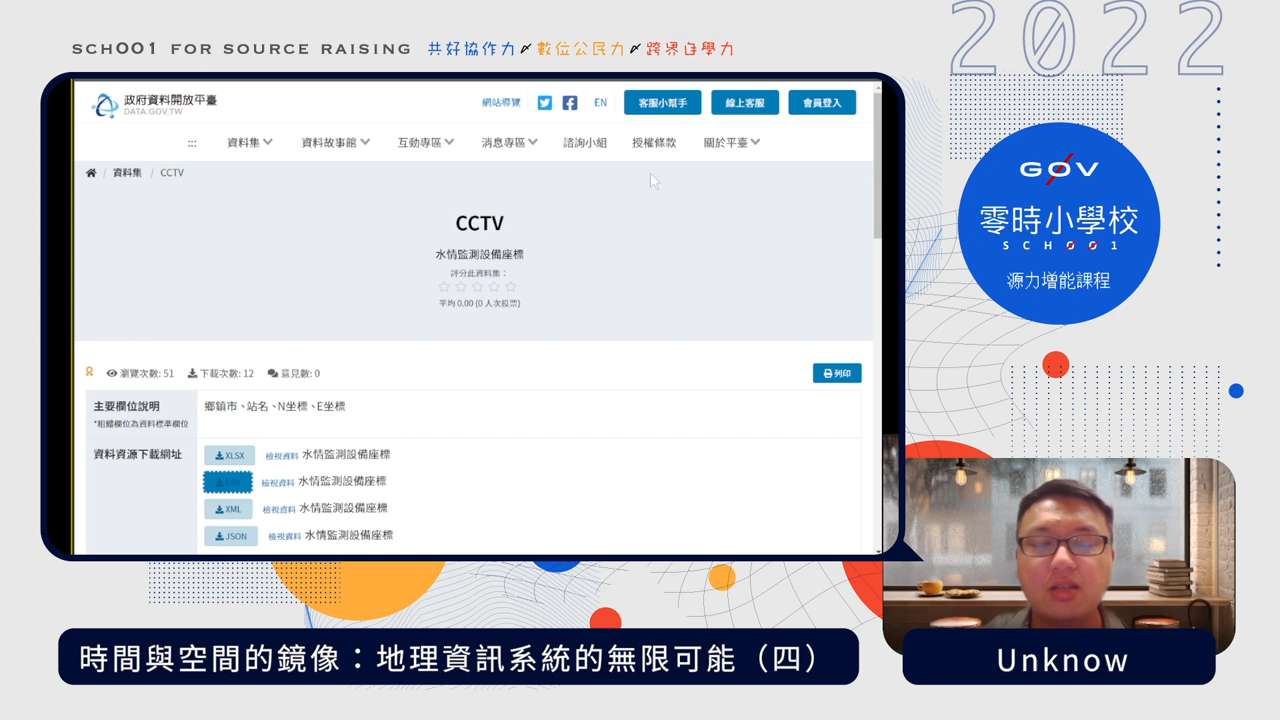 SCHOO1 FOR SOURCE RAISING 共好協作力 數位公民力 跨界自學力
2022
政府資料開放平臺
DATA.GOV.TW
網站導覽 EN 客服小幫手 線上客服 會員登入
::: 資料集 資料故事館 互動專區 消息專區 諮詢小組 授權條款 關於平臺
/ 資料集 / CCTV
CCTV
水情監測設備座標
評分此資料集：
平均 0.00 (0 人次投票)
瀏覽次數: 51 下載次數: 12 意見數: 0
列印
主要欄位說明
*粗體欄位為資料標準欄位
鄉鎮市、站名、N坐標、E坐標
資料資源下載網址
XLSX 檢視資料 水情監測設備座標
CSV 檢視資料 水情監測設備座標
XML 檢視資料 水情監測設備座標
JSON 檢視資料 水情監測設備座標
G0V
零時小學校
SCH001
源力增能課程
時間與空間的鏡像：地理資訊系統的無限可能（四）
Unknow